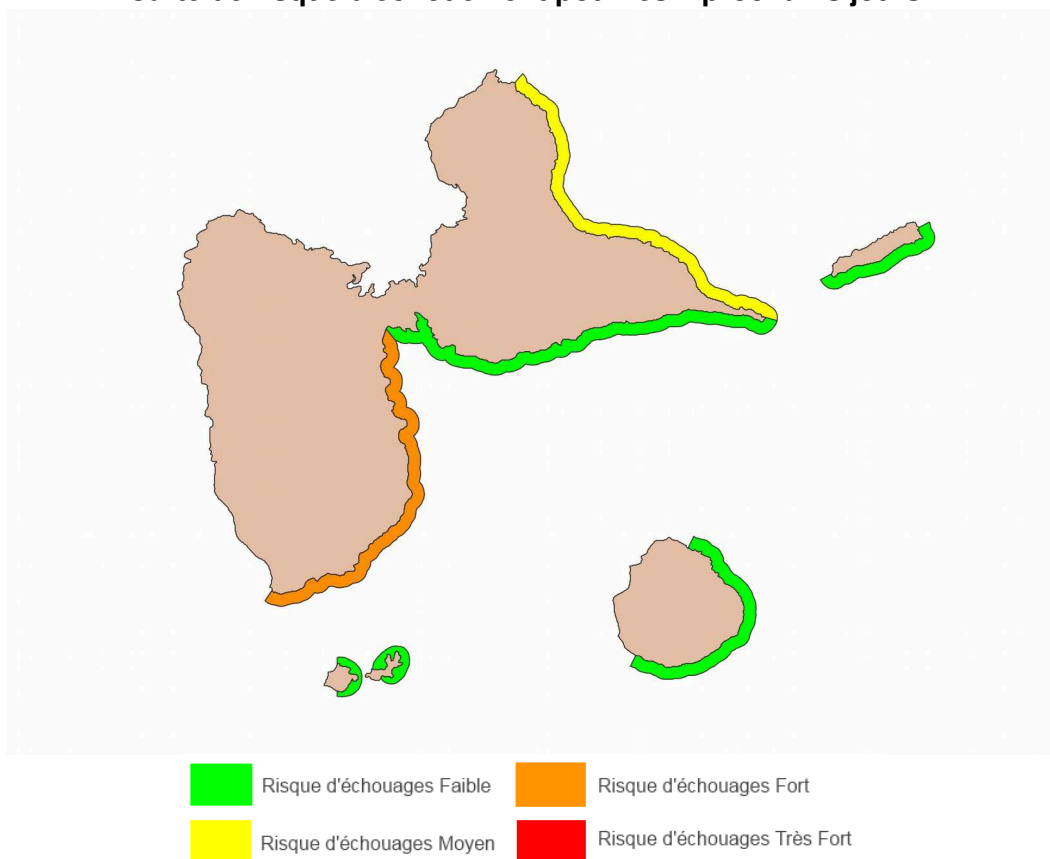 Risque d'échouages Faible
Risque d'échouages Fort
Risque d'échouages Moyen
Risque d'échouages Très Fort